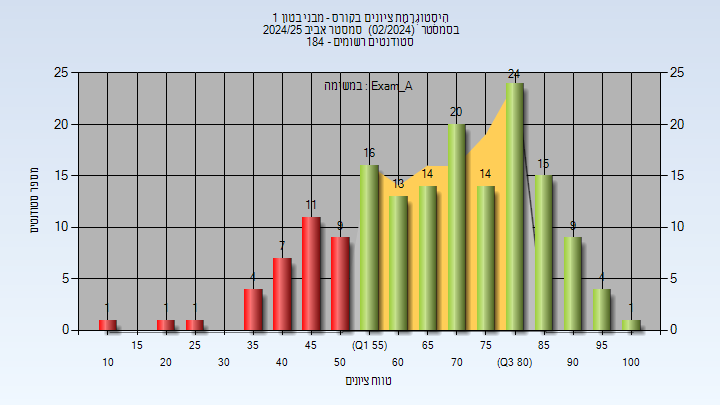 הִיסְטוֹגְרָמַת ציונים בקורס - מבני בטון 1
בסמסטר (02/2024) סמסטר אביב 2024/25
סטודנטים רשומים - 184
במשימה : Exam_A
25 25
20 20
15 15
10 10
5 5
0 0
1 1 1 4 7 11 9 16 13 14 20 14 24 15 9 4 1
מספר סטודנטים
15 25 35 45 (Q1 55) 65 75 85 95
10 20 30 40 50 60 70 (Q3 80) 90 100
טווח ציונים